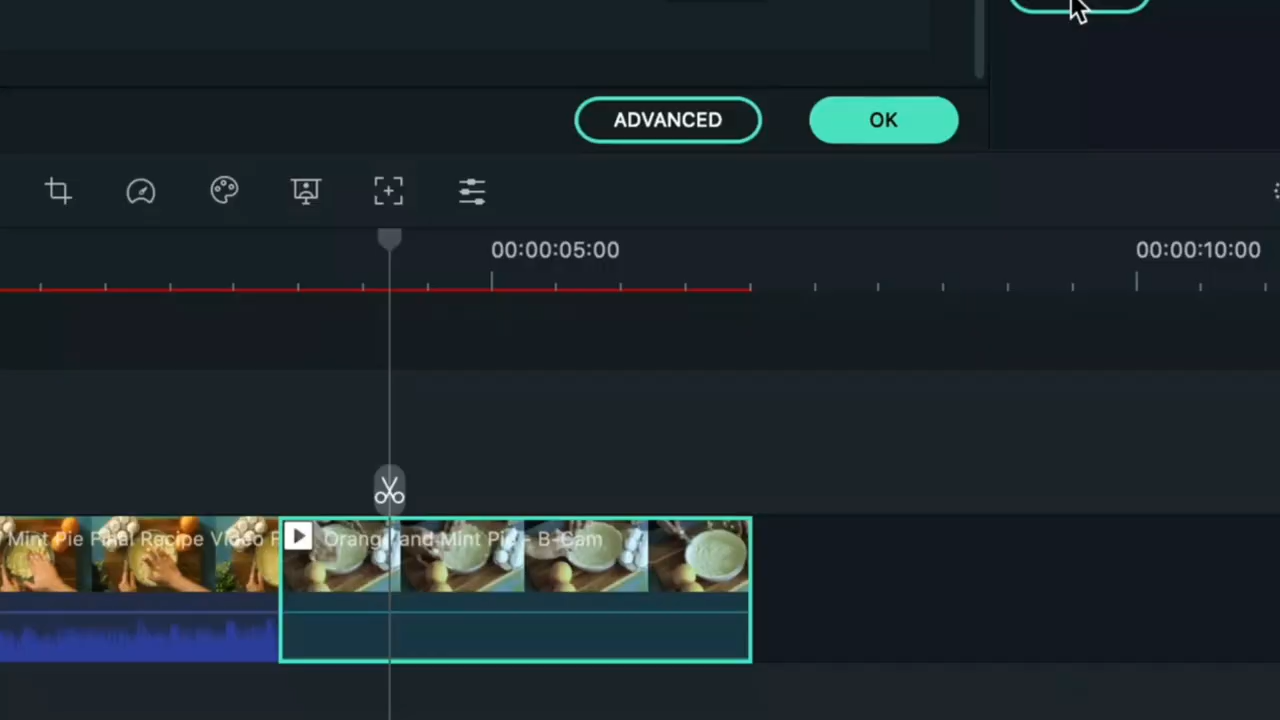 ADVANCED
OK
00:00:05:00
00:00:10:00
Mint Pie Final Recipe Video F
Orange and Mint Pie - B-Cam